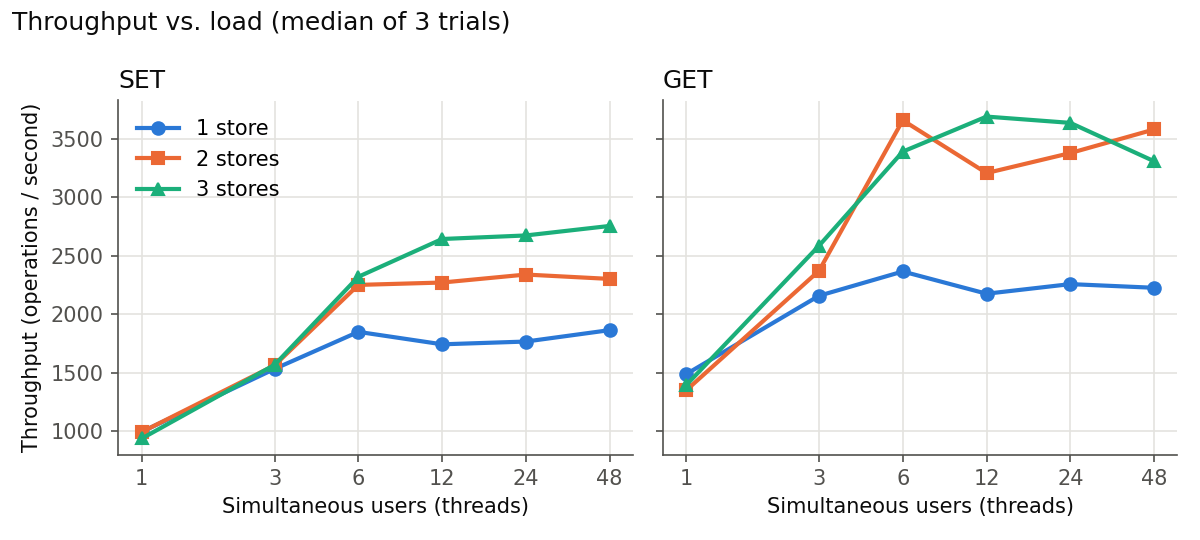 Throughput vs. load (median of 3 trials)
SET
GET
Throughput (operations / second)
1 store
2 stores
3 stores
3500
3000
2500
2000
1500
1000
1 3 6 12 24 48
1 3 6 12 24 48
Simultaneous users (threads)
Simultaneous users (threads)